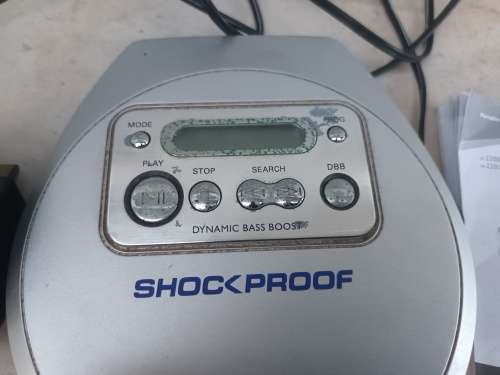 MODE
PROG
PLAY
STOP
SEARCH
DBB
DYNAMIC BASS BOOST
SHOCKPROOF